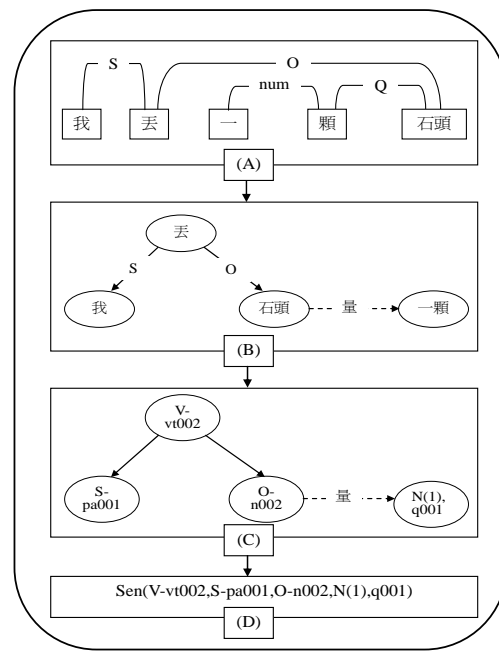 S O
num Q
我 丟 一 顆 石頭
(A)
丟
S O
我 石頭 量 一顆
(B)
V-
vt002
S-
pa001
O-
n002
量
N(1),
q001
(C)
Sen(V-vt002,S-pa001,O-n002,N(1),q001)
(D)